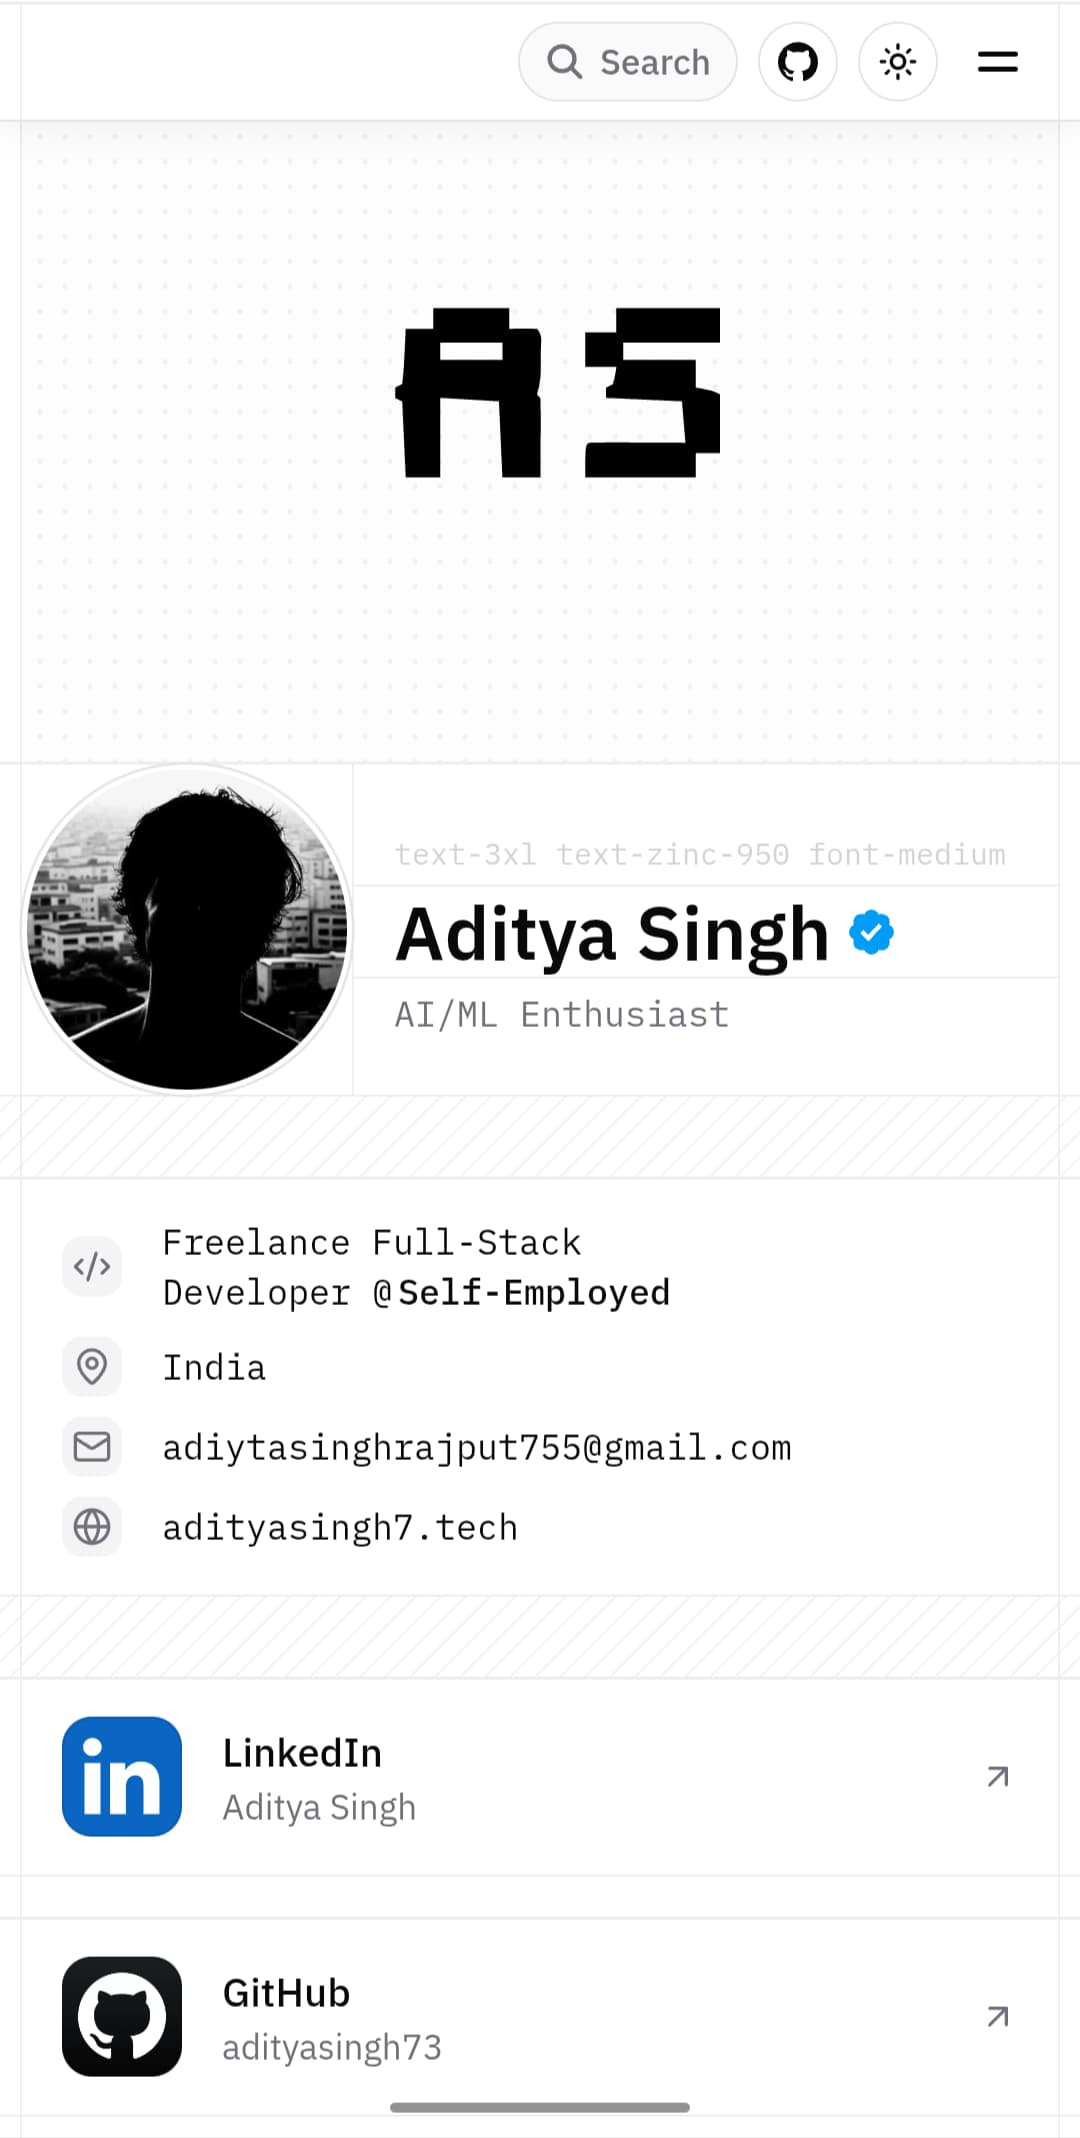 Search
AS
text-3xl text-zinc-950 font-medium
Aditya Singh
AI/ML Enthusiast
Freelance Full-Stack
Developer @Self-Employed
India
adiytasinghrajput755@gmail.com
adityasingh7.tech
in
LinkedIn
Aditya Singh
GitHub
adityasingh73